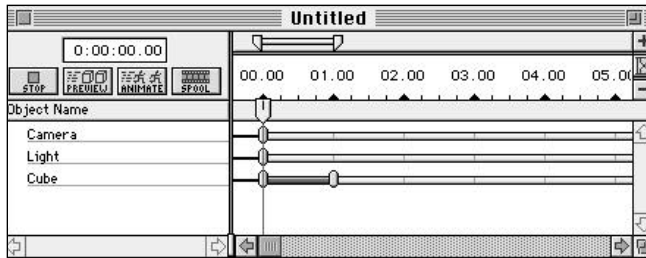 Untitled
0:00:00.00
STOP PREVIEW ANIMATE SPOOL
00.00 01.00 02.00 03.00 04.00 05.00
Object Name
Camera
Light
Cube